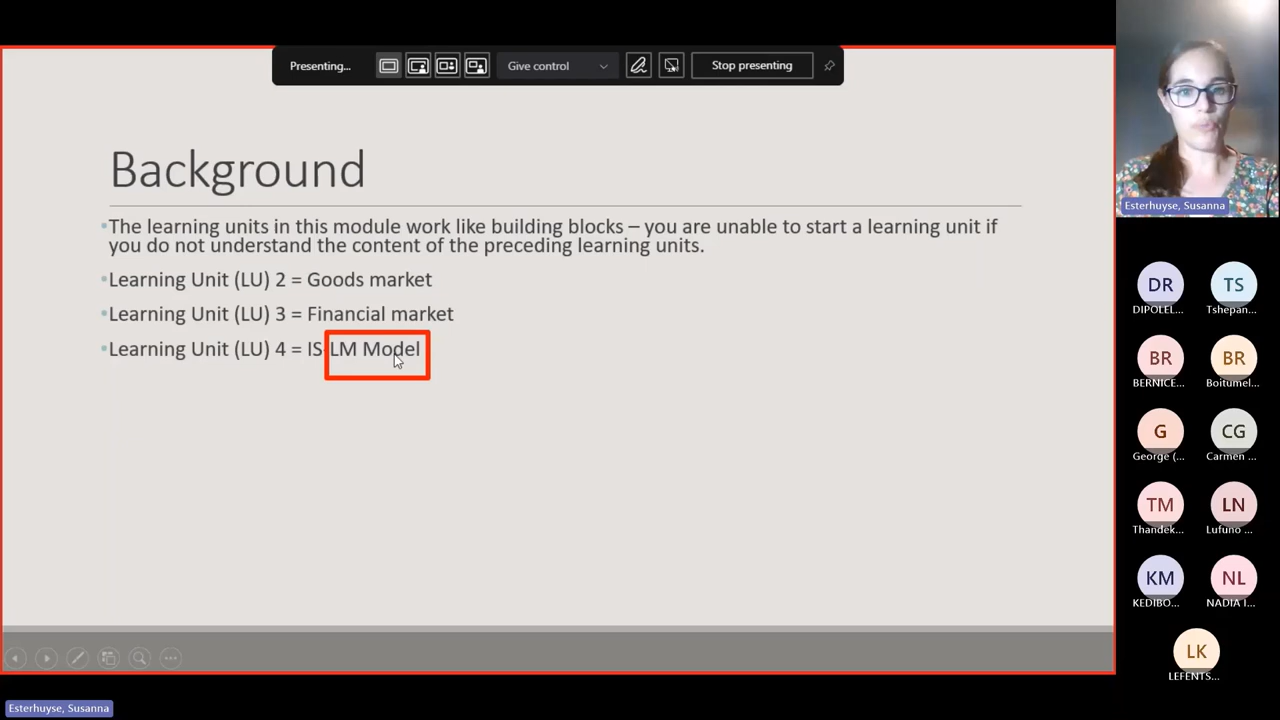 Presenting...
Give control
Stop presenting
Background
The learning units in this module work like building blocks – you are unable to start a learning unit if
you do not understand the content of the preceding learning units.
Learning Unit (LU) 2 = Goods market
Learning Unit (LU) 3 = Financial market
Learning Unit (LU) 4 = IS-LM Model
Esterhuyse, Susanna
DR
DIPOLEL...
TS
Tshepan...
BR
BERNICE...
BR
Boitumel...
G
George (...
CG
Carmen ...
TM
Thandek...
LN
Lufuno ...
KM
KEDIBO...
NL
NADIA I...
LK
LEFENTS...
Esterhuyse, Susanna